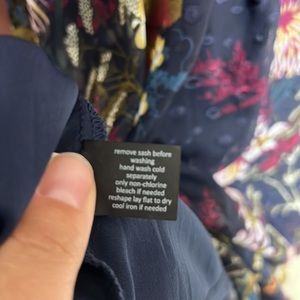 remove sash before
washing
hand wash cold
separately
only non-chlorine
bleach if needed
reshape lay flat to dry
cool iron if needed